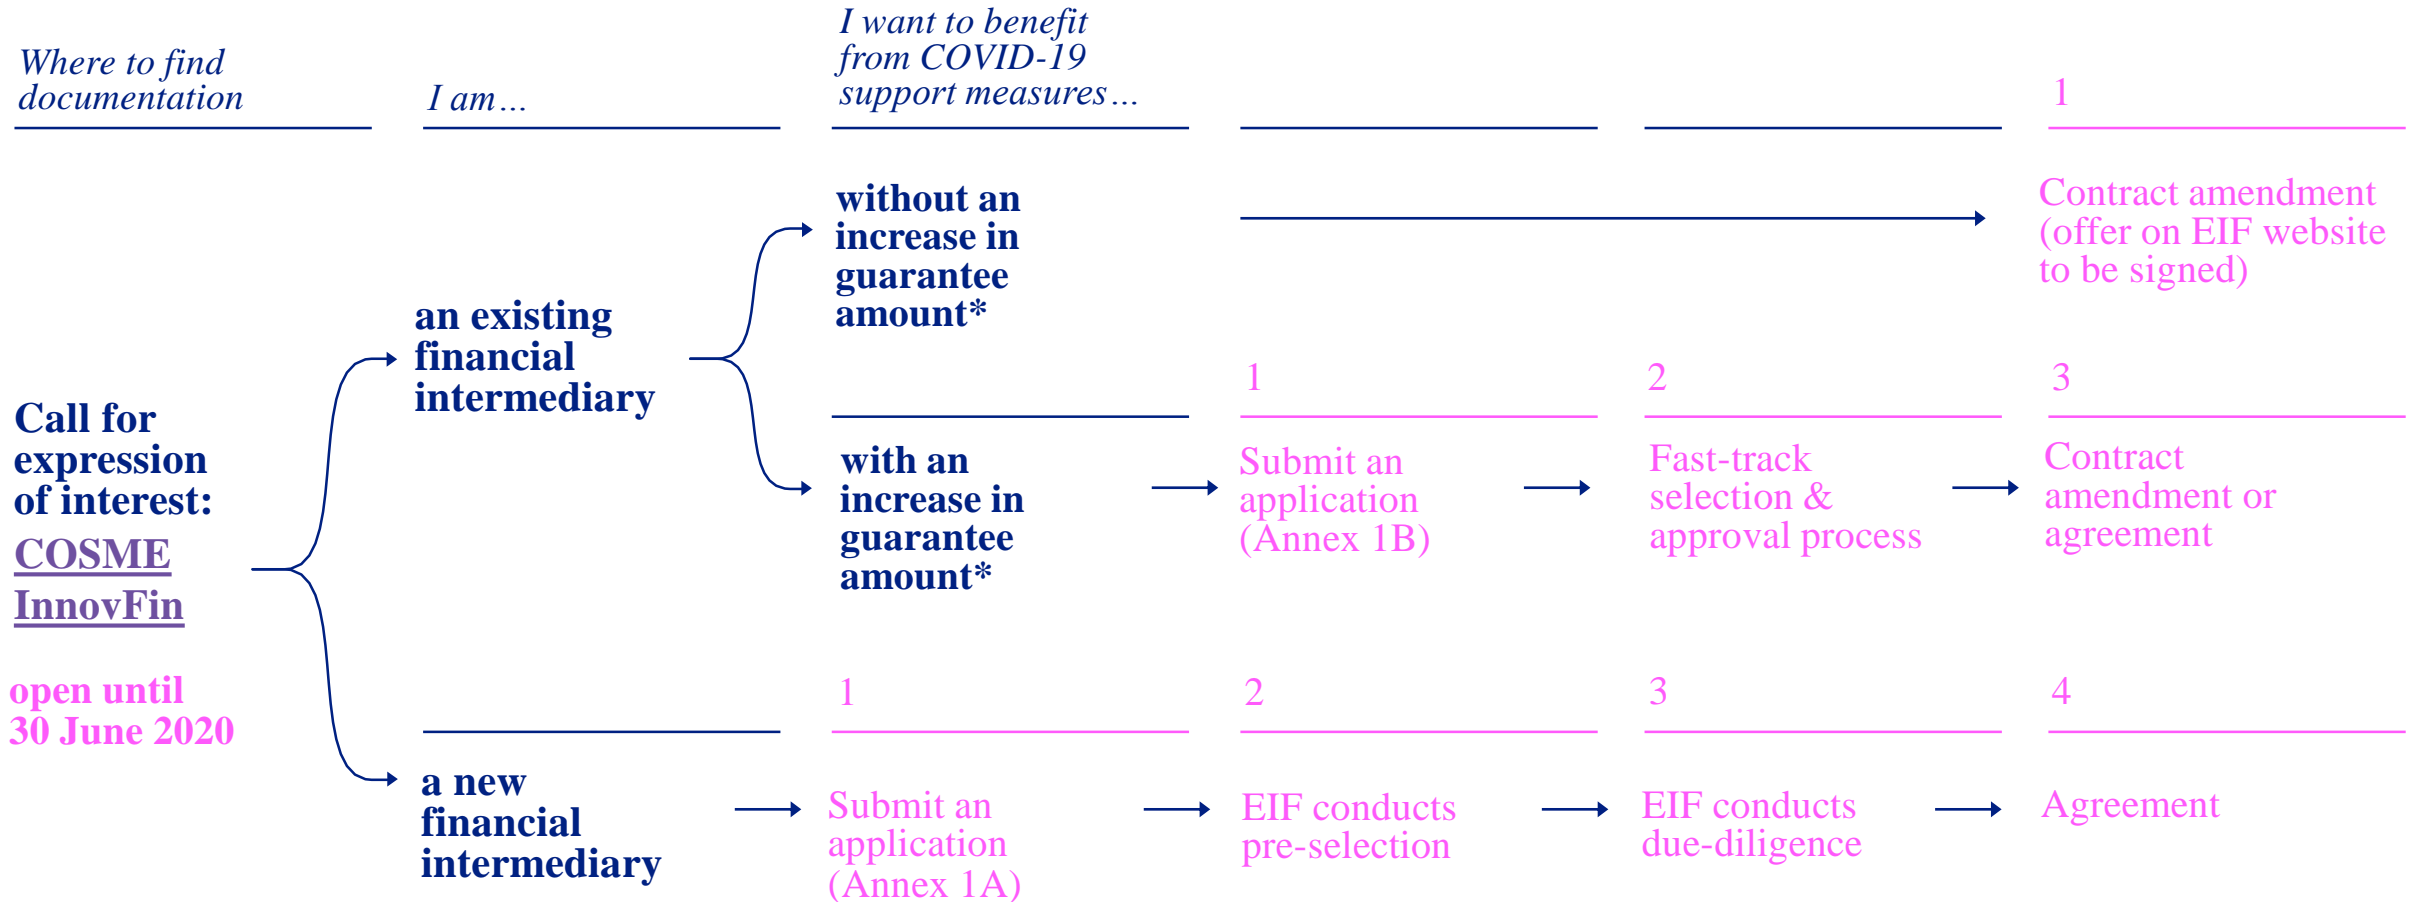 Where to find
documentation
I am…
I want to benefit
from COVID-19
support measures…
1
without an
increase in
guarantee
amount*
Contract amendment
(offer on EIF website
to be signed)
an existing
financial
intermediary
1
2
3
Call for
expression
of interest:
COSME
InnovFin
open until
30 June 2020
with an
increase in
guarantee
amount*
Submit an
application
(Annex 1B)
Fast-track
selection &
approval process
Contract
amendment or
agreement
1
2
3
4
a new
financial
intermediary
Submit an
application
(Annex 1A)
EIF conducts
pre-selection
EIF conducts
due-diligence
Agreement